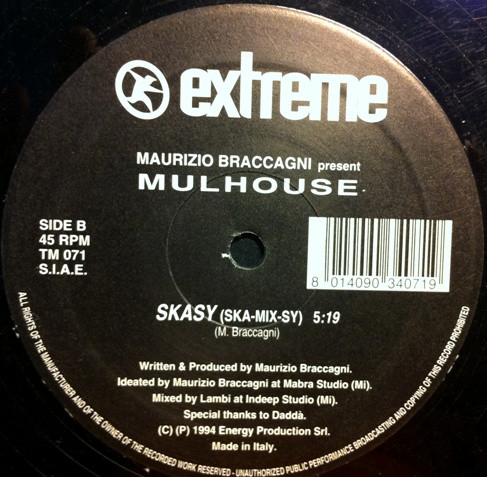 extreme
MAURIZIO BRACCAGNI present
MULHOUSE
SIDE B
45 RPM
TM 071
S.I.A.E.
8 014090 340719
SKASY (SKA-MIX-SY) 5:19
(M. Braccagni)
Written & Produced by Maurizio Braccagni.
Ideated by Maurizio Braccagni at Mabra Studio (Mi).
Mixed by Lambi at Indeep Studio (Mi).
Special thanks to Daddà.
(C) (P) 1994 Energy Production Srl.
Made in Italy.
ALL RIGHTS OF THE MANUFACTURER AND OF THE OWNER OF THE RECORDED WORK RESERVED - UNAUTHORIZED PUBLIC PERFORMANCE BROADCASTING AND COPYING OF THIS RECORD PROHIBITED